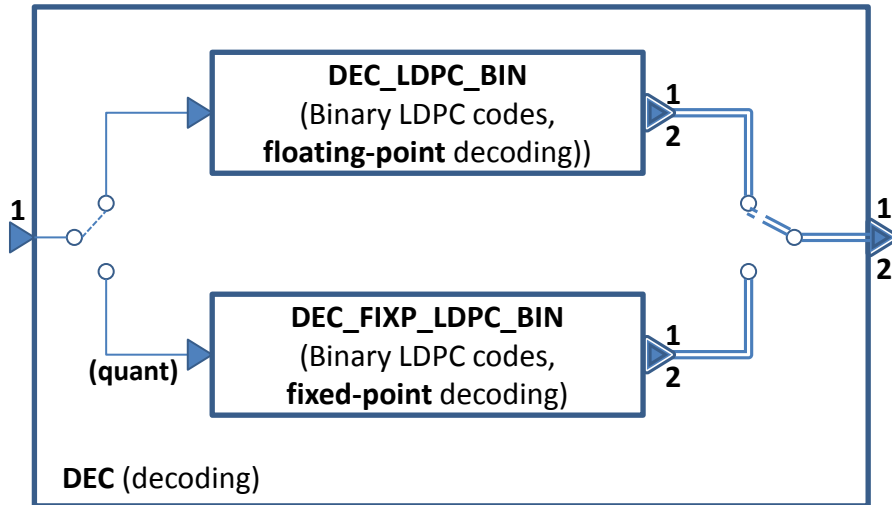 DEC_LDPC_BIN
(Binary LDPC codes,
floating-point decoding))
1
2
1
1
2
DEC_FIXP_LDPC_BIN
(Binary LDPC codes,
fixed-point decoding)
1
2
(quant)
DEC (decoding)